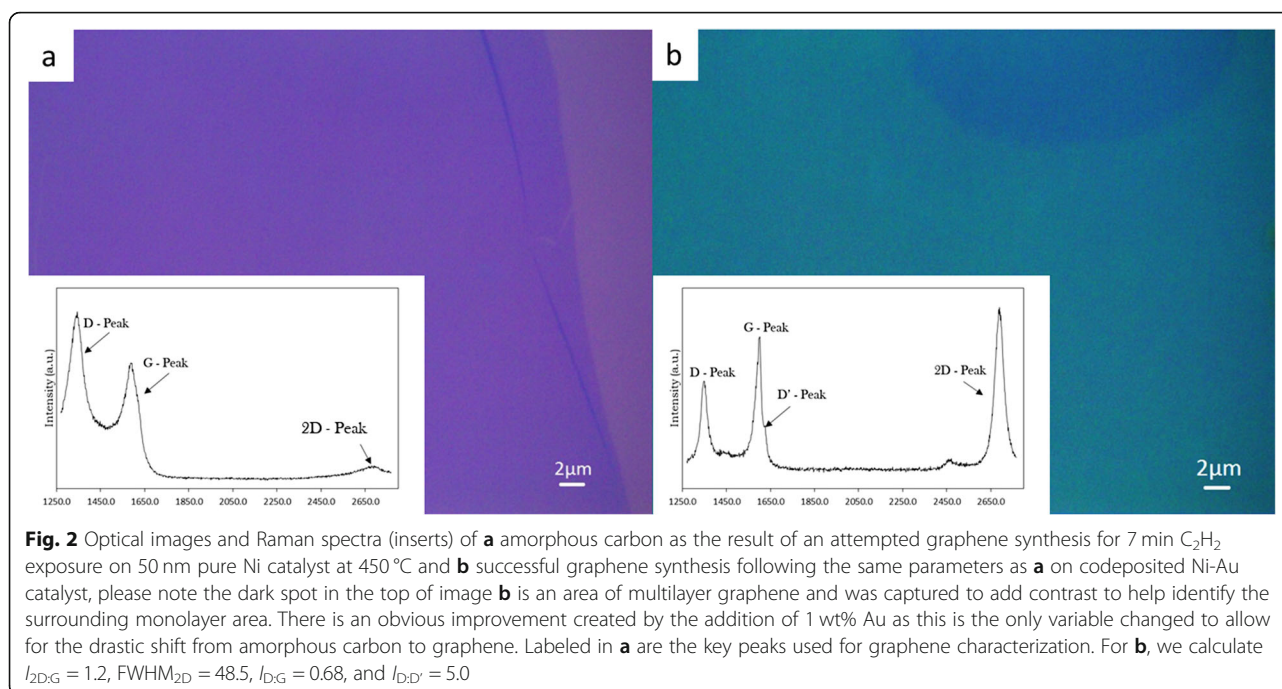 a
D - Peak
G - Peak
2D - Peak
Intensity (a.u.)
1250.0 1450.0 1650.0 1850.0 2050.0 2250.0 2450.0 2650.0
2μm
b
G - Peak
D - Peak
D' - Peak
2D - Peak
Intensity (a.u.)
1250.0 1450.0 1650.0 1850.0 2050.0 2250.0 2450.0 2650.0
2μm
Fig. 2 Optical images and Raman spectra (inserts) of a amorphous carbon as the result of an attempted graphene synthesis for 7 min C₂H₂
exposure on 50 nm pure Ni catalyst at 450 °C and b successful graphene synthesis following the same parameters as a on codeposited Ni-Au
catalyst, please note the dark spot in the top of image b is an area of multilayer graphene and was captured to add contrast to help identify the
surrounding monolayer area. There is an obvious improvement created by the addition of 1 wt% Au as this is the only variable changed to allow
for the drastic shift from amorphous carbon to graphene. Labeled in a are the key peaks used for graphene characterization. For b, we calculate
I2D:G = 1.2, FWHM2D = 48.5, ID:G = 0.68, and ID:D' = 5.0